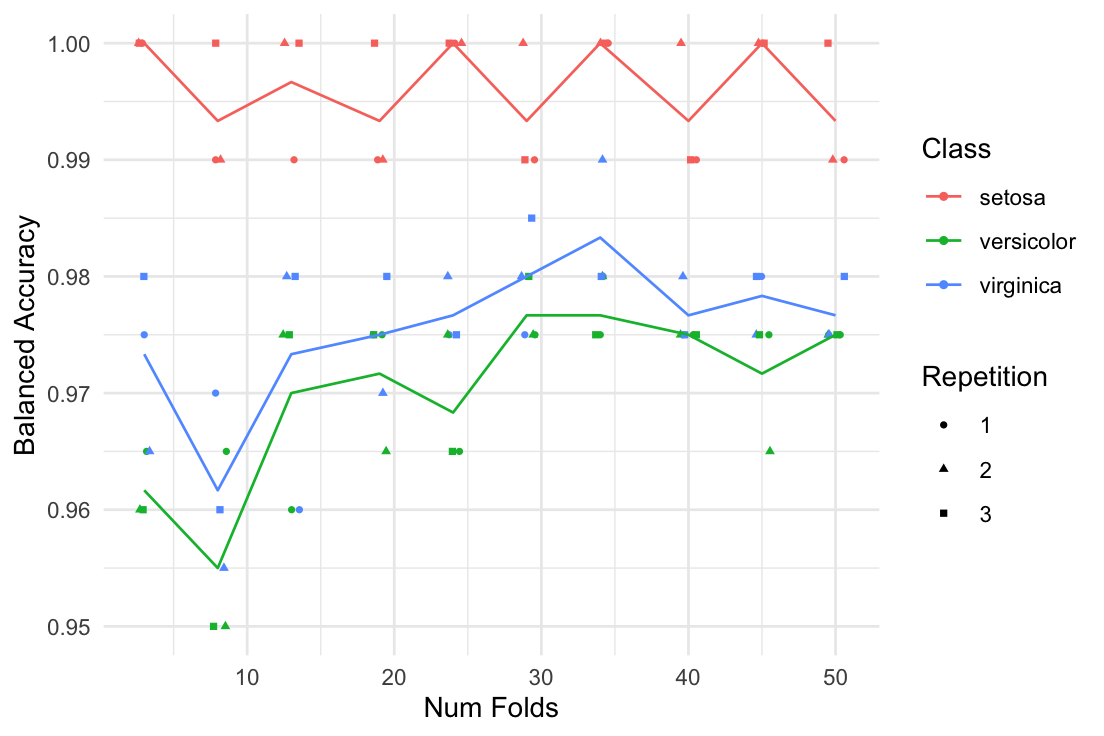 1.00
0.99
0.98
0.97
0.96
0.95
Balanced Accuracy
10
20
30
40
50
Num Folds
Class
setosa
versicolor
virginica
Repetition
1
2
3